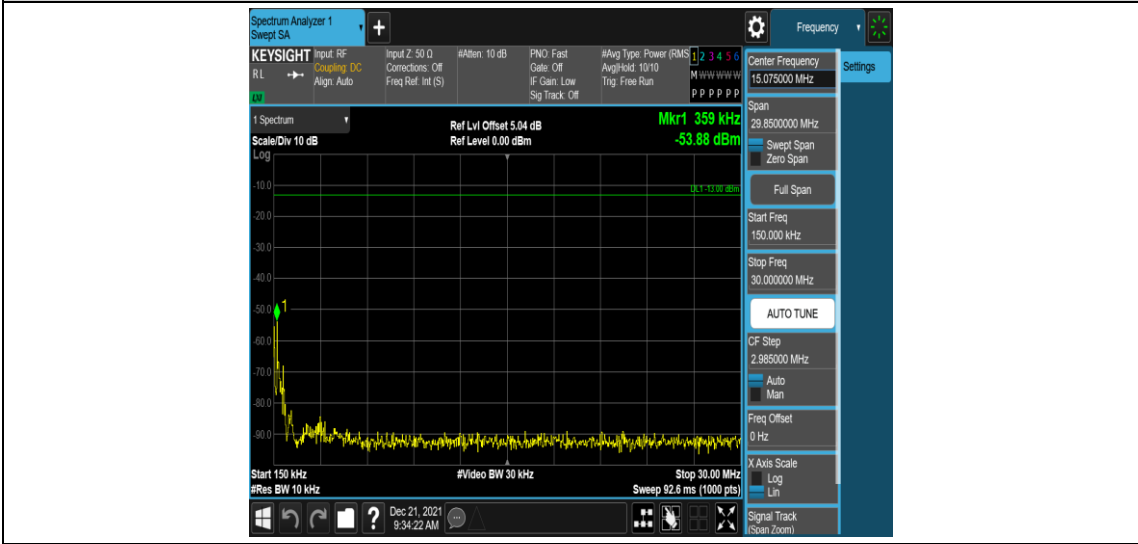 Spectrum Analyzer 1
Swept SA
Frequency
KEYSIGHT
RL
Input: RF
Coupling: DC
Align: Auto
Input Z: 50 Ω
Corrections: Off
Freq Ref: Int (S)
#Atten: 10 dB
PNO: Fast
Gate: Off
IF Gain: Low
Sig Track: Off
#Avg Type: Power (RMS
Avg|Hold: 10/10
Trig: Free Run
1 2 3 4 5 6
M W W W W W
P P P P P P
1 Spectrum
Scale/Div 10 dB
Log
Ref Lvl Offset 5.04 dB
Ref Level 0.00 dBm
Mkr1 359 kHz
-53.88 dBm
DL1 -13.00 dBm
-10.0
-20.0
-30.0
-40.0
-50.0
1
-60.0
-70.0
-80.0
-90.0
Start 150 kHz
#Res BW 10 kHz
#Video BW 30 kHz
Stop 30.00 MHz
Sweep 92.6 ms (1000 pts)
?
Dec 21, 2021
9:34:22 AM
Center Frequency
15.075000 MHz
Settings
Span
29.8500000 MHz
Swept Span
Zero Span
Full Span
Start Freq
150.000 kHz
Stop Freq
30.000000 MHz
AUTO TUNE
CF Step
2.985000 MHz
Auto
Man
Freq Offset
0 Hz
X Axis Scale
Log
Lin
Signal Track
(Span Zoom)